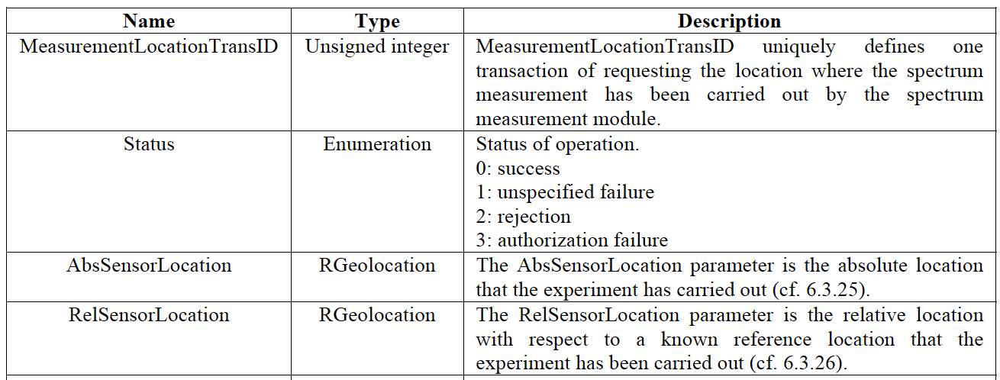 Name Type Description
MeasurementLocationTransID Unsigned integer MeasurementLocationTransID uniquely defines one
transaction of requesting the location where the spectrum
measurement has been carried out by the spectrum
measurement module.
Status Enumeration Status of operation.
0: success
1: unspecified failure
2: rejection
3: authorization failure
AbsSensorLocation RGeolocation The AbsSensorLocation parameter is the absolute location
that the experiment has carried out (cf. 6.3.25).
RelSensorLocation RGeolocation The RelSensorLocation parameter is the relative location
with respect to a known reference location that the
experiment has been carried out (cf. 6.3.26).